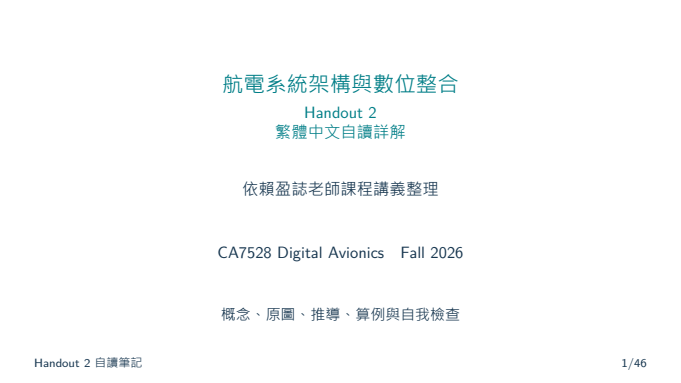 航電系統架構與數位整合
Handout 2
繁體中文自讀詳解
依賴盈誌老師課程講義整理
CA7528 Digital Avionics Fall 2026
概念、原圖、推導、算例與自我檢查
Handout 2 自讀筆記
1/46